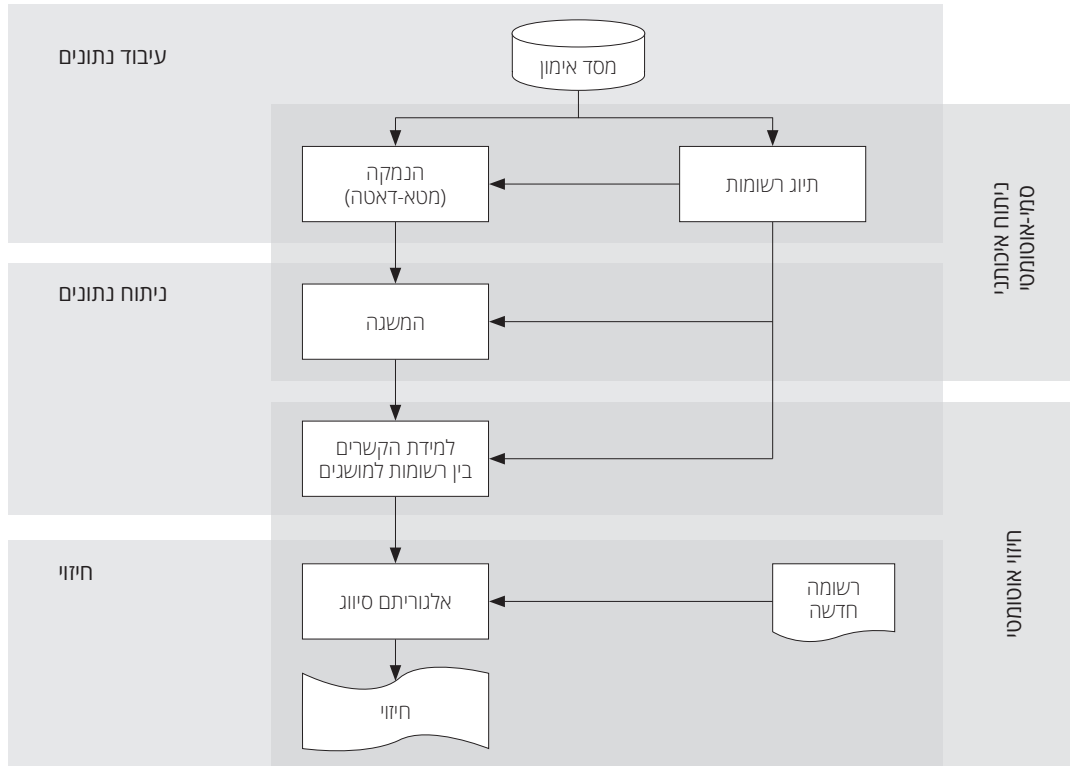 עיבוד נתונים
מסד אימון
תיוג רשומות
הנמקה
(מטא-דאטה)
ניתוח איכותני
סמי-אוטומטי
ניתוח נתונים
המשגה
למידת הקשרים
בין רשומות למושגים
חיזוי אוטומטי
חיזוי
רשומה
חדשה
אלגוריתם סיווג
חיזוי